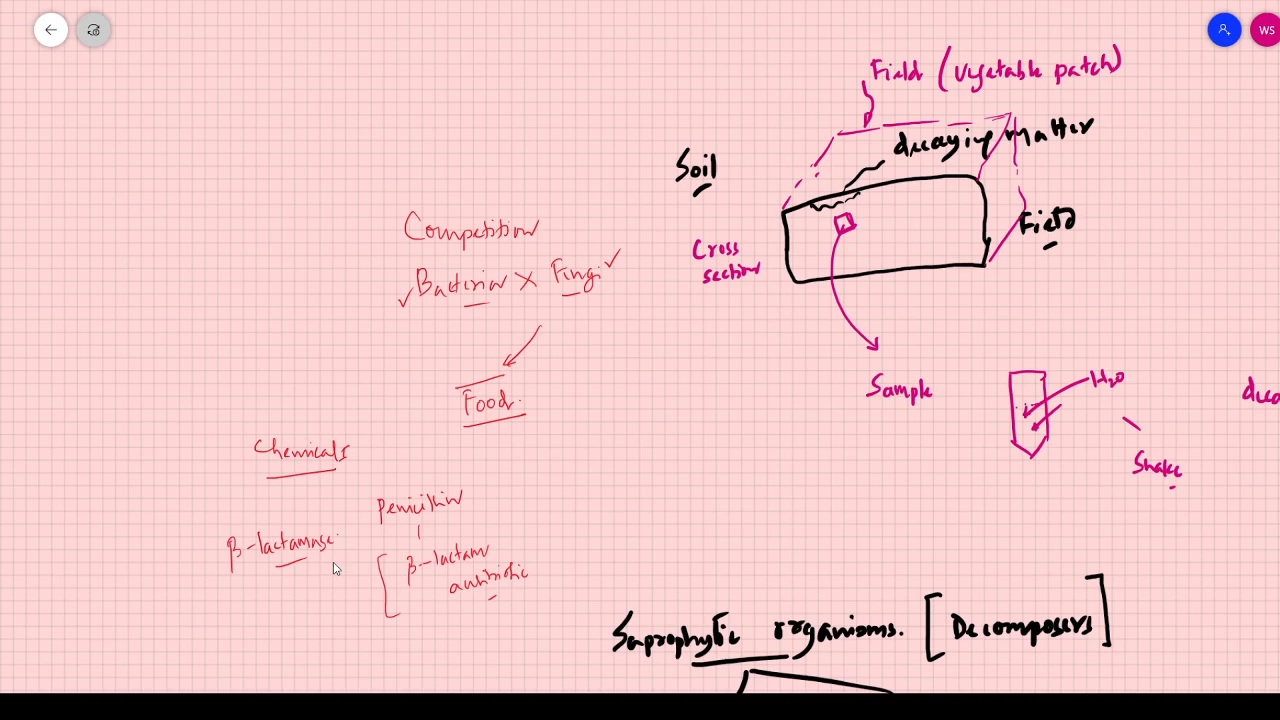 WS
Field (Vegetable patch)
decaying matter
Soil
Field
Cross
section
Competition
✓ Bacteria X Fungi ✓
Food.
Sample
H₂O
Shake
Chemicals
Penicillin
β-lactamase
β-lactam
antibiotic
Saprophytic organisms. [Decomposers]